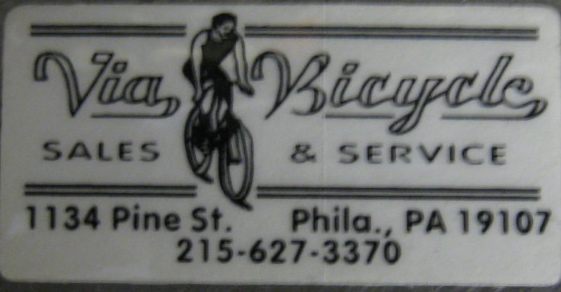 Via Bicycle
SALES & SERVICE
1134 Pine St. Phila., PA 19107
215-627-3370